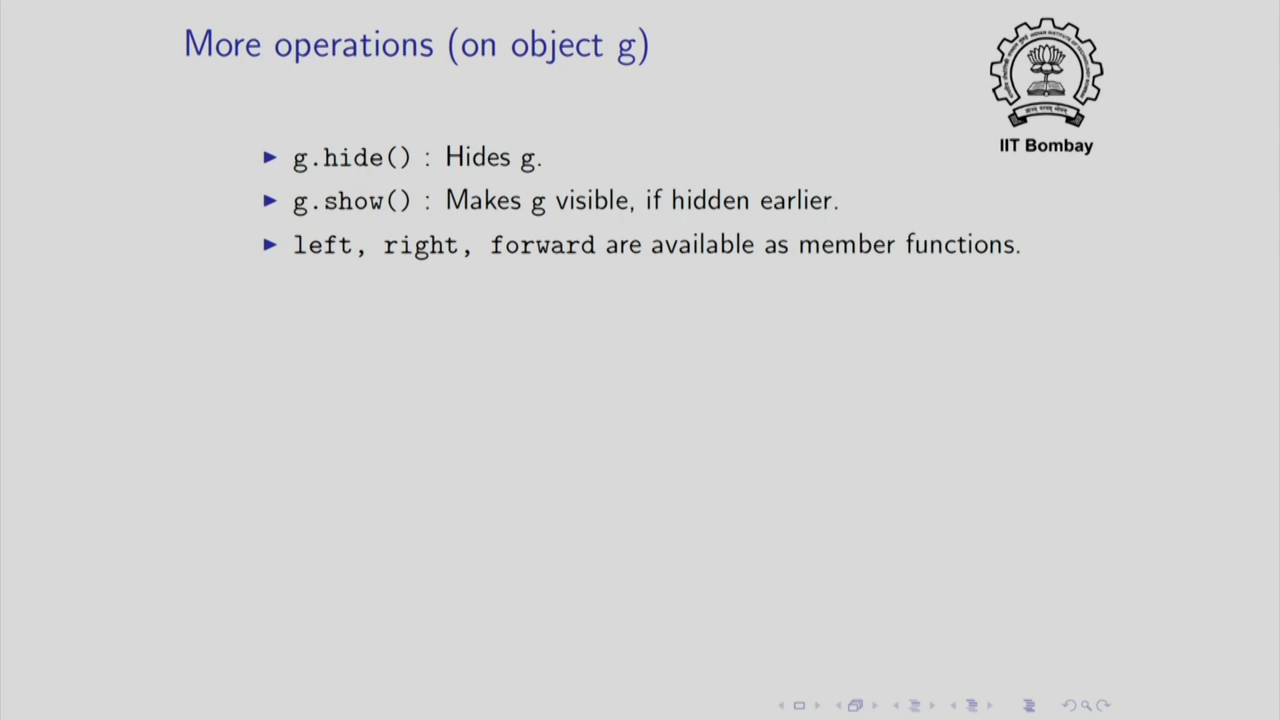 More operations (on object g)
IIT Bombay
▶ g.hide() : Hides g.
▶ g.show() : Makes g visible, if hidden earlier.
▶ left, right, forward are available as member functions.